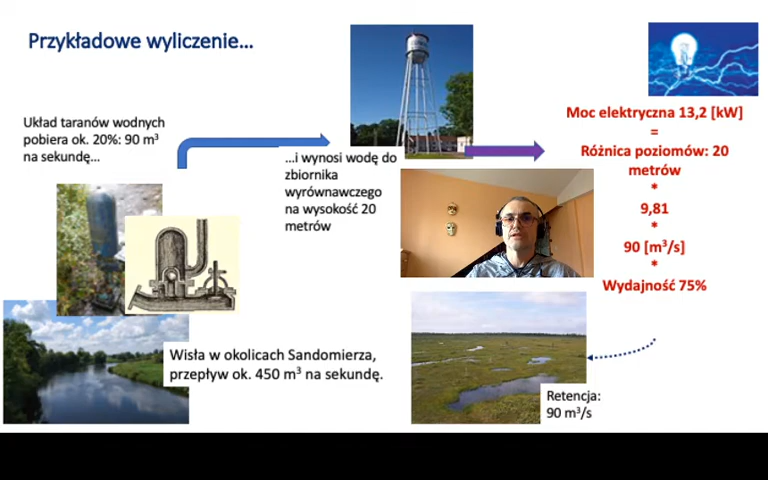 Przykładowe wyliczenie...
Układ taranów wodnych
pobiera ok. 20%: 90 m³
na sekundę...
...i wynosi wodę do
zbiornika
wyrównawczego
na wysokość 20
metrów
Moc elektryczna 13,2 [kW]
=
Różnica poziomów: 20
metrów
*
9,81
*
90 [m³/s]
*
Wydajność 75%
Wisła w okolicach Sandomierza,
przepływ ok. 450 m³ na sekundę.
Retencja:
90 m³/s